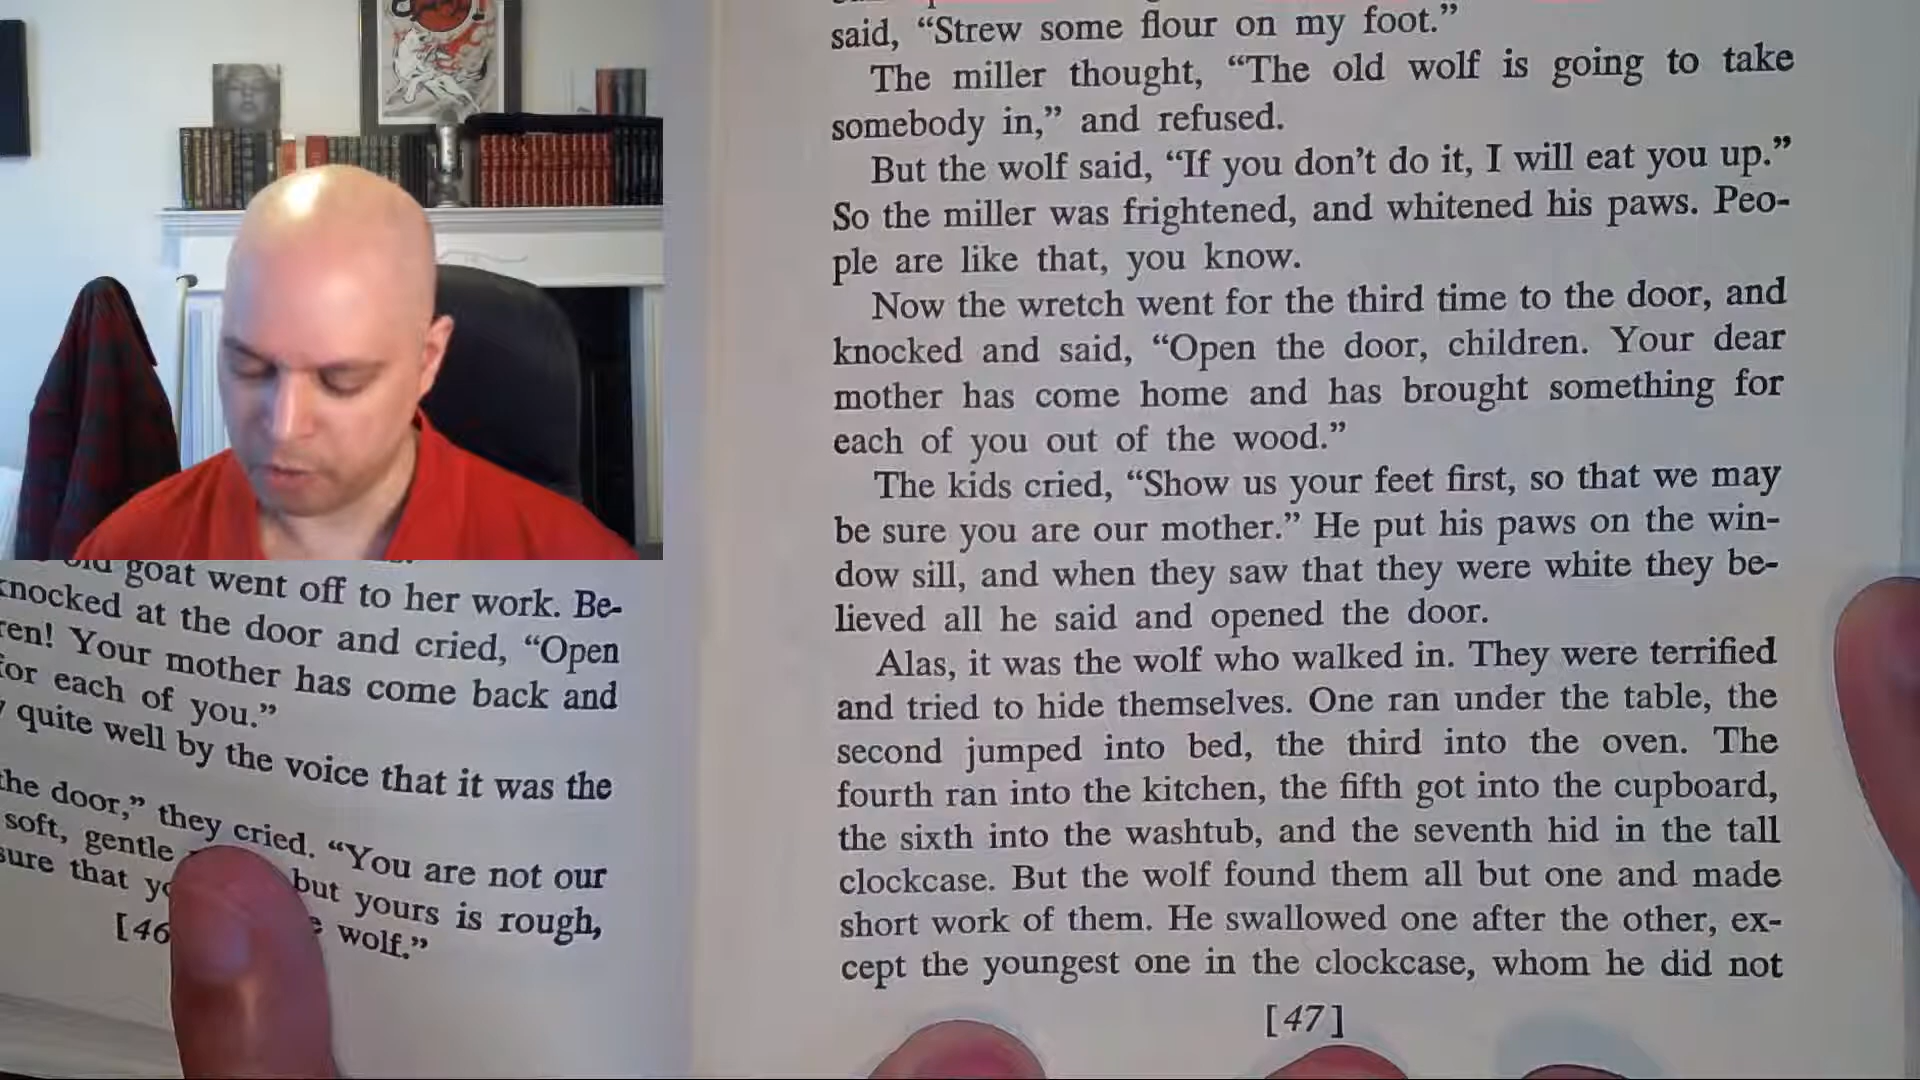 old goat went off to her work. Be-
knocked at the door and cried, “Open
ren! Your mother has come back and
for each of you.”
quite well by the voice that it was the
the door,” they cried. “You are not our
soft, gentle but yours is rough,
sure that wolf.”
[46
said, “Strew some flour on my foot.”
The miller thought, “The old wolf is going to take
somebody in,” and refused.
But the wolf said, “If you don’t do it, I will eat you up.”
So the miller was frightened, and whitened his paws. Peo-
ple are like that, you know.
Now the wretch went for the third time to the door, and
knocked and said, “Open the door, children. Your dear
mother has come home and has brought something for
each of you out of the wood.”
The kids cried, “Show us your feet first, so that we may
be sure you are our mother.” He put his paws on the win-
dow sill, and when they saw that they were white they be-
lieved all he said and opened the door.
Alas, it was the wolf who walked in. They were terrified
and tried to hide themselves. One ran under the table, the
second jumped into bed, the third into the oven. The
fourth ran into the kitchen, the fifth got into the cupboard,
the sixth into the washtub, and the seventh hid in the tall
clockcase. But the wolf found them all but one and made
short work of them. He swallowed one after the other, ex-
cept the youngest one in the clockcase, whom he did not
[47]